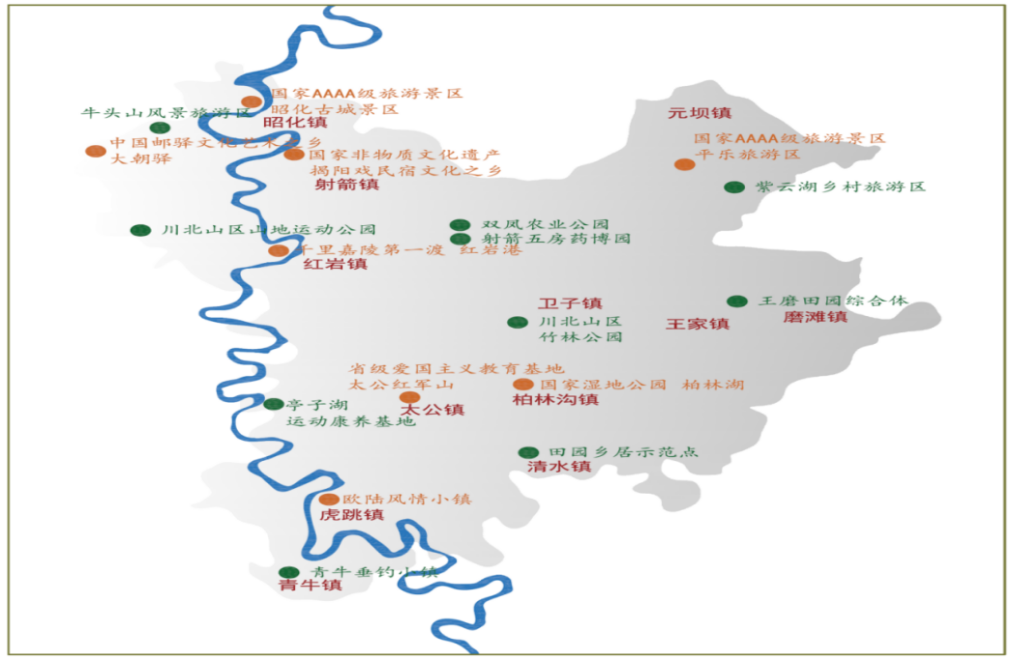 国家AAAA级旅游景区
昭化古城景区
昭化镇
牛头山风景旅游区
中国邮驿文化艺术之乡
大朝驿
国家非物质文化遗产
揭阳戏民宿文化之乡
射箭镇
元坝镇
国家AAAA级旅游景区
平乐旅游区
紫云湖乡村旅游区
川北山区山地运动公园
双凤农业公园
射箭五房药博园
千里嘉陵第一渡 红岩港
红岩镇
卫子镇
川北山区
竹林公园
王家镇
王磨田园综合体
磨滩镇
省级爱国主义教育基地
太公红军山
太公镇
国家湿地公园 柏林湖
柏林沟镇
亭子湖
运动康养基地
田园乡居示范点
清水镇
欧陆风情小镇
虎跳镇
青牛垂钓小镇
青牛镇